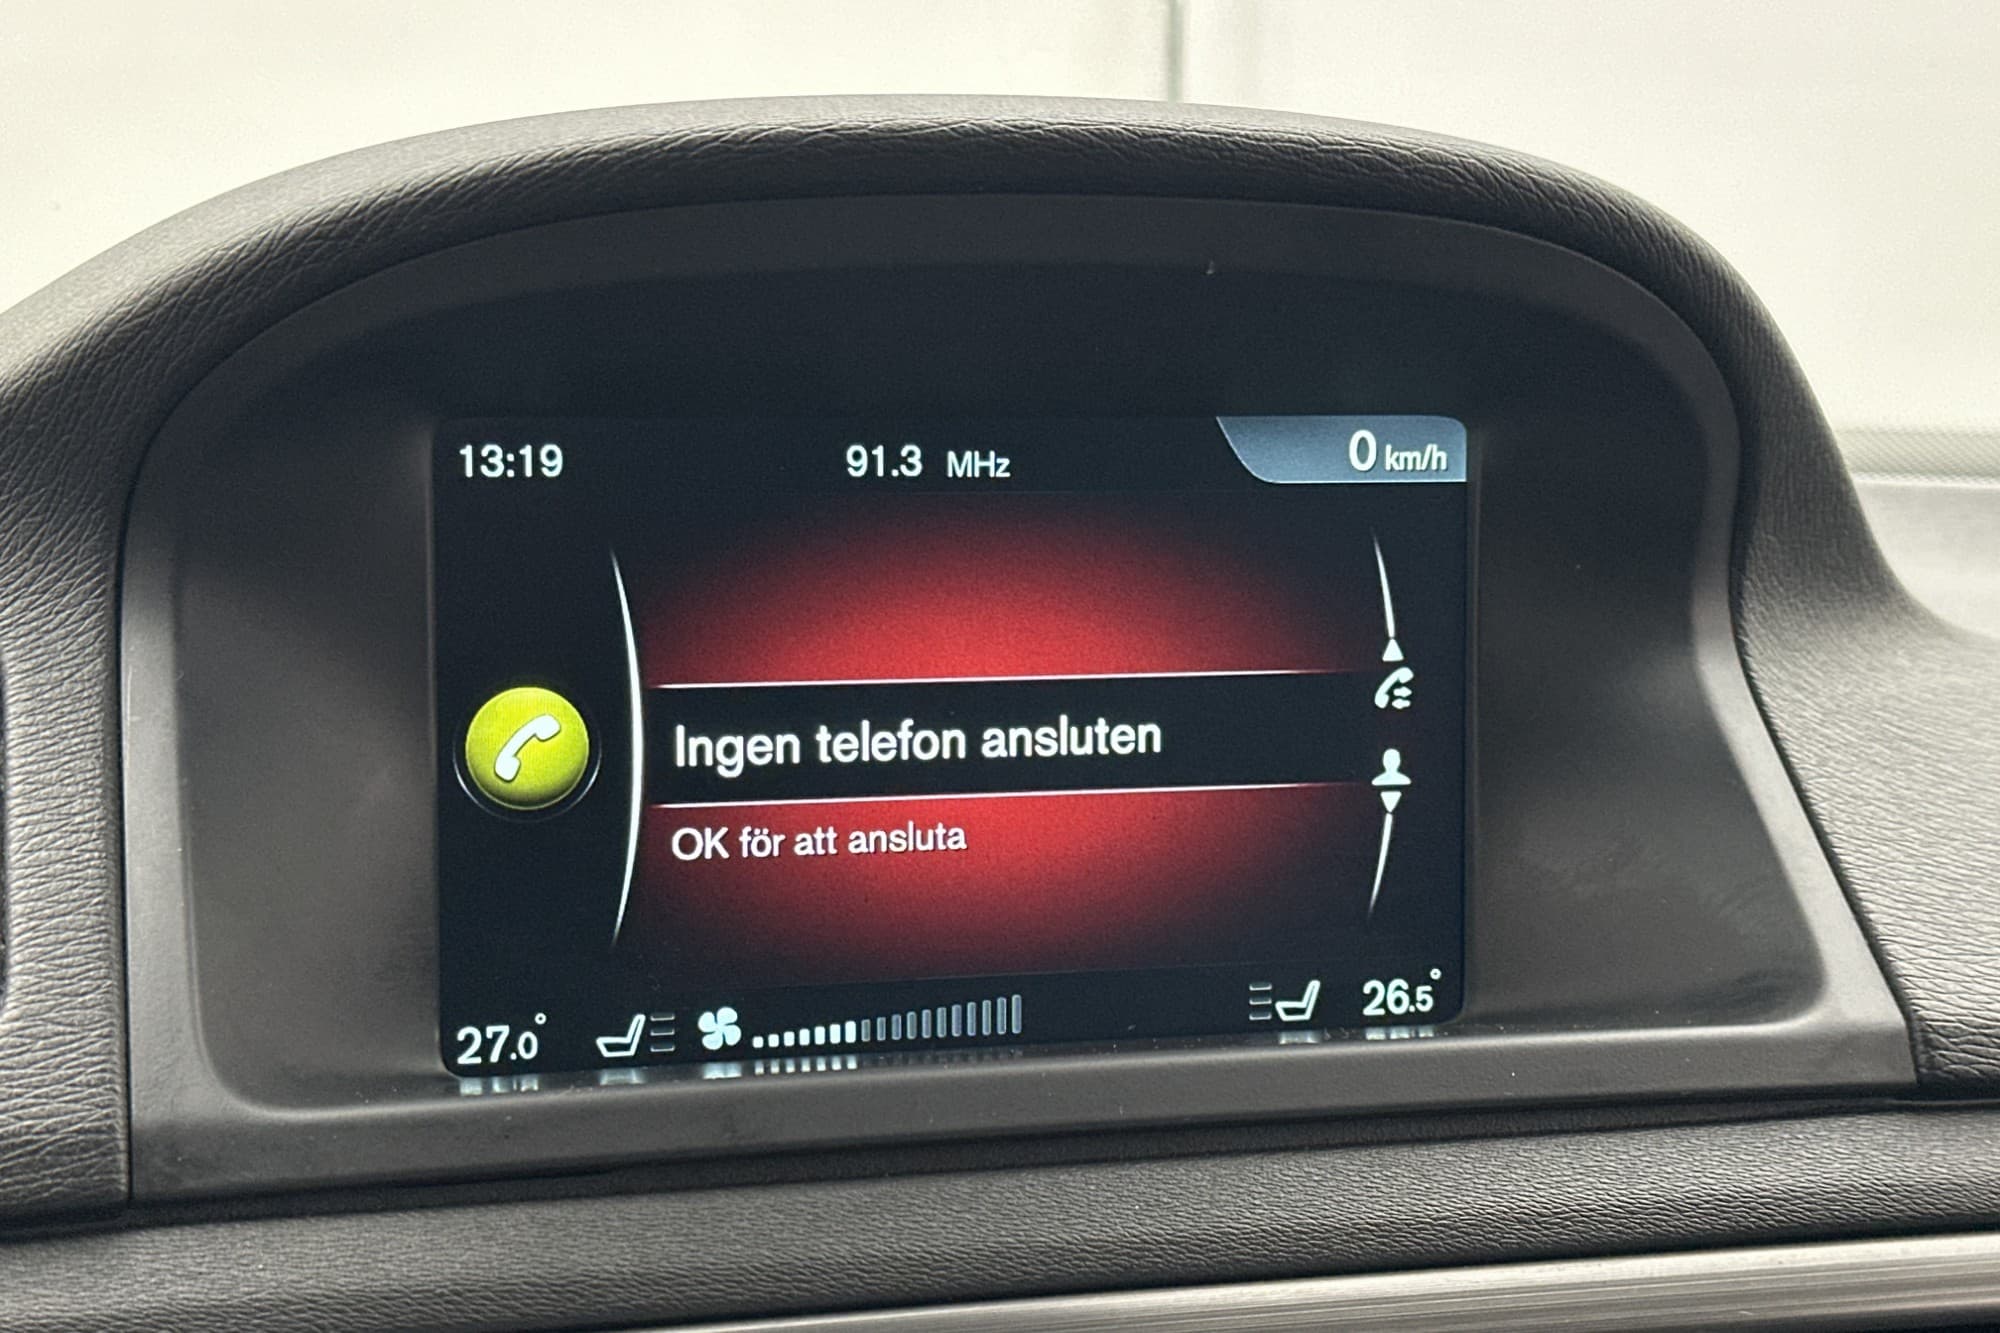 13:19 91.3 MHz 0 km/h
Ingen telefon ansluten
OK för att ansluta
27.0° 26.5°